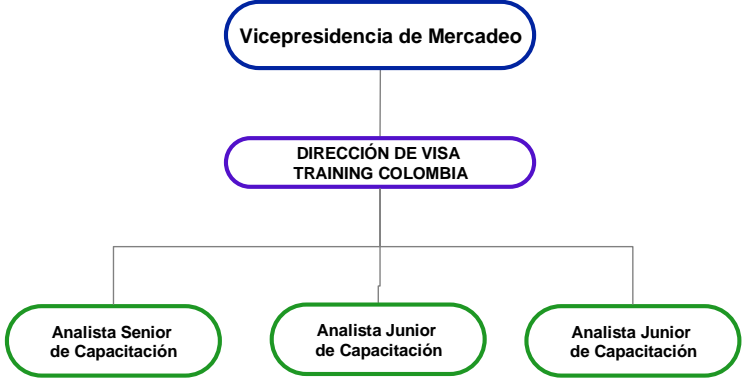 Vicepresidencia de Mercadeo
DIRECCIÓN DE VISA
TRAINING COLOMBIA
Analista Senior
de Capacitación
Analista Junior
de Capacitación
Analista Junior
de Capacitación